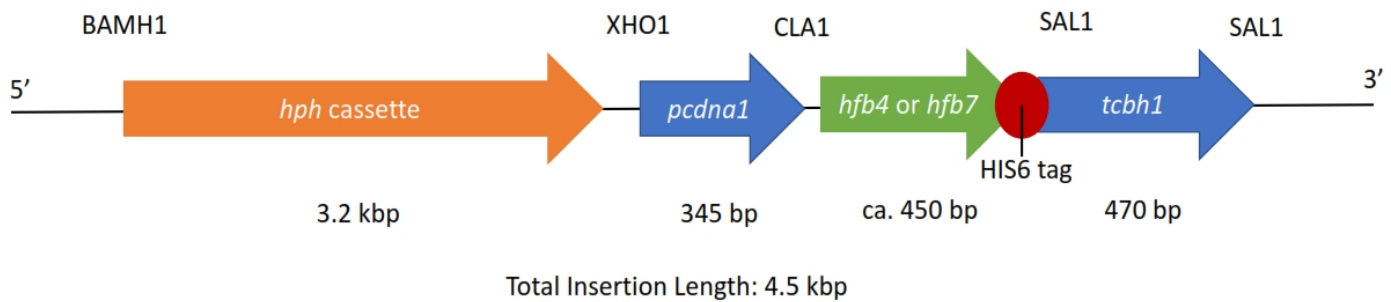 BAMH1 XHO1 CLA1 SAL1 SAL1
5’ 3’
hph cassette pcdna1 hfb4 or hfb7 tcbh1
HIS6 tag
3.2 kbp 345 bp ca. 450 bp 470 bp
Total Insertion Length: 4.5 kbp